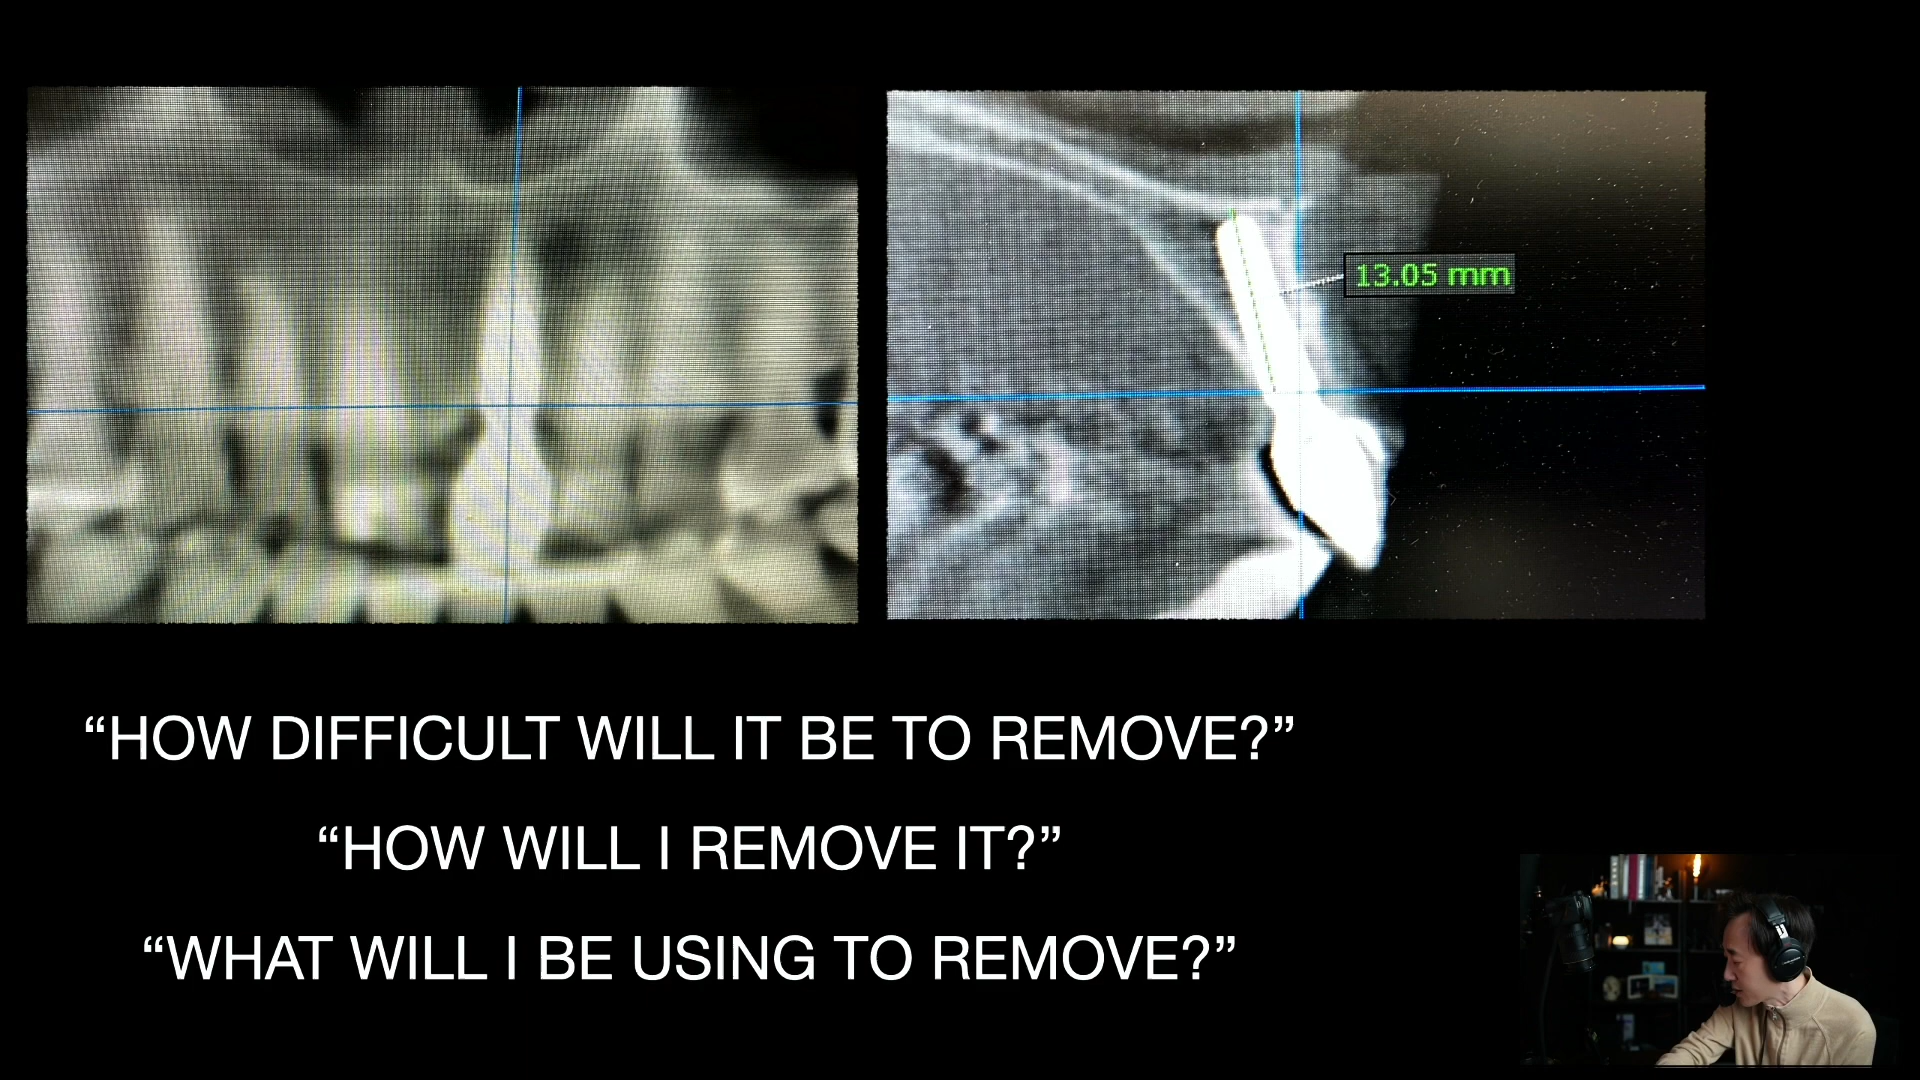 13.05 mm
“HOW DIFFICULT WILL IT BE TO REMOVE?”
“HOW WILL I REMOVE IT?”
“WHAT WILL I BE USING TO REMOVE?”